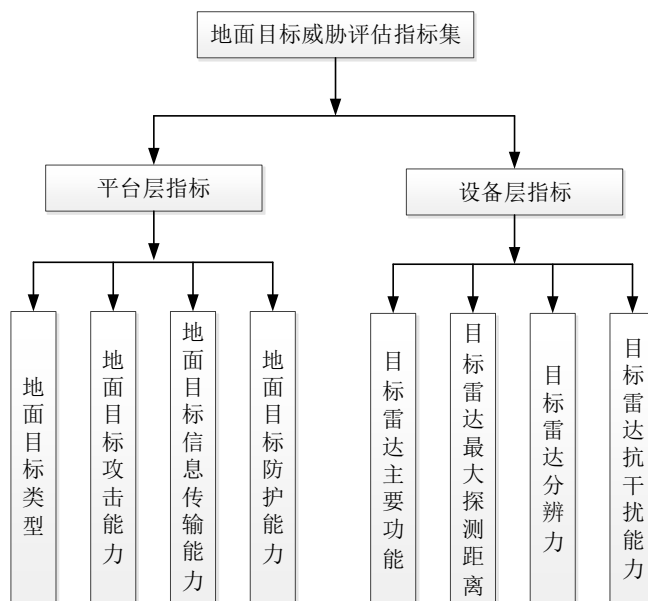 地面目标威胁评估指标集
平台层指标
设备层指标
地面目标类型
地面目标攻击能力
地面目标信息传输能力
地面目标防护能力
目标雷达主要功能
目标雷达最大探测距离
目标雷达分辨力
目标雷达抗干扰能力